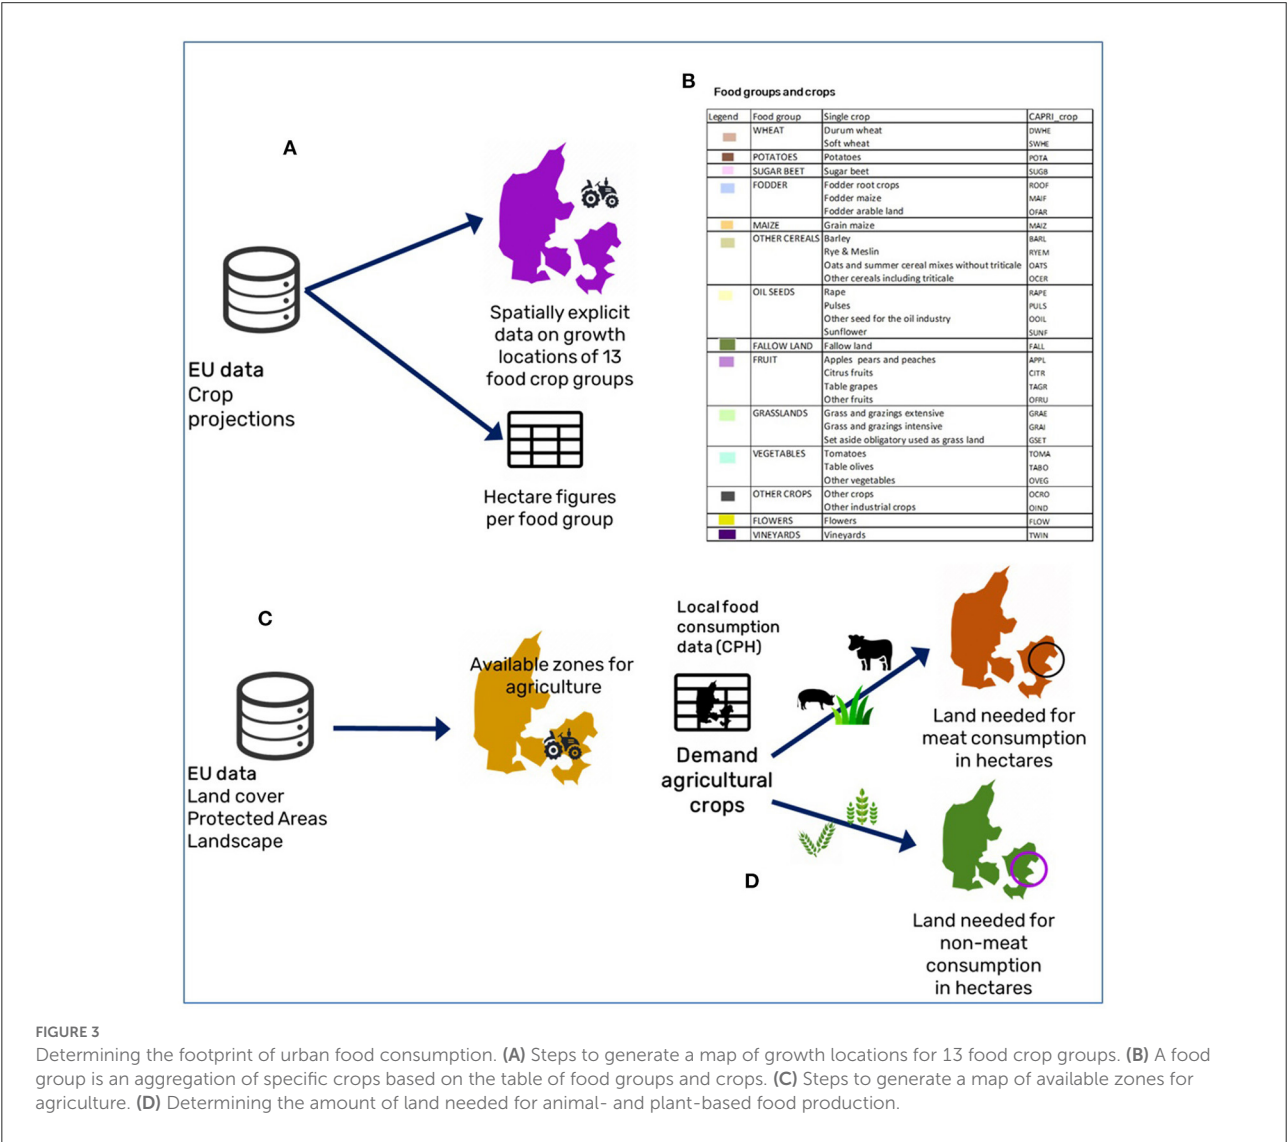 A
EU data
Crop
projections
Spatially explicit
data on growth
locations of 13
food crop groups
Hectare figures
per food group
B
Food groups and crops
Legend Food group Single crop CAPRI_crop
WHEAT Durum wheat DWHE
Soft wheat SWHE
POTATOES Potatoes POTA
SUGAR BEET Sugar beet SUGB
FODDER Fodder root crops ROOF
Fodder maize MAIF
Fodder arable land OFAR
MAIZE Grain maize MAIZ
OTHER CEREALS Barley BARL
Rye & Meslin RYEM
Oats and summer cereal mixes without triticale OATS
Other cereals including triticale OCER
OIL SEEDS Rape RAPE
Pulses PULS
Other seed for the oil industry OOIL
Sunflower SUNF
FALLOW LAND Fallow land FALL
FRUIT Apples pears and peaches APPL
Citrus fruits CITR
Table grapes TAGR
Other fruits OFRU
GRASSLANDS Grass and grazings extensive GRAE
Grass and grazings intensive GRAI
Set aside obligatory used as grass land GSET
VEGETABLES Tomatoes TOMA
Table olives TABO
Other vegetables OVEG
OTHER CROPS Other crops OCRO
Other industrial crops OIND
FLOWERS Flowers FLOW
VINEYARDS Vineyards TWIN
C
EU data
Land cover
Protected Areas
Landscape
Available zones for
agriculture
Local food
consumption
data (CPH)
Demand
agricultural
crops
Land needed for
meat consumption
in hectares
D
Land needed for
non-meat
consumption
in hectares
FIGURE 3
Determining the footprint of urban food consumption. (A) Steps to generate a map of growth locations for 13 food crop groups. (B) A food
group is an aggregation of specific crops based on the table of food groups and crops. (C) Steps to generate a map of available zones for
agriculture. (D) Determining the amount of land needed for animal- and plant-based food production.